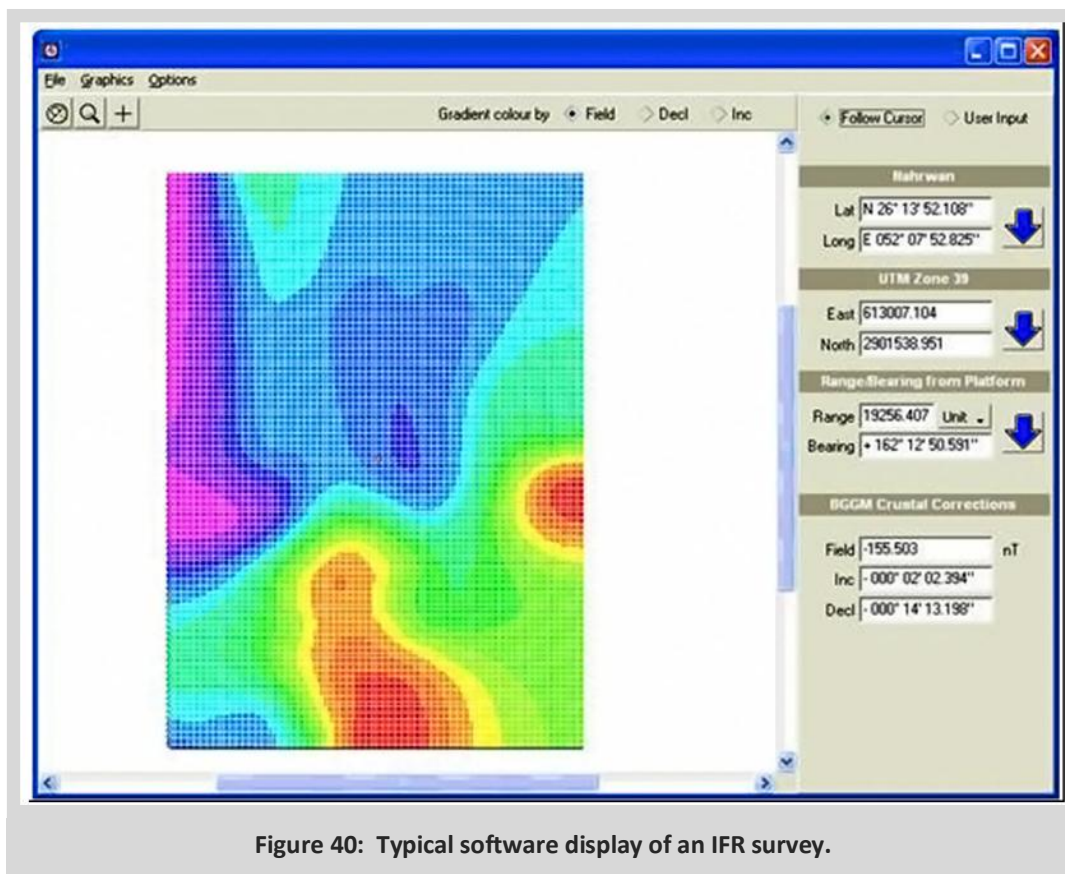 File Graphics Options
Gradient colour by Field Decl Inc
Follow Cursor User Input
Nahrwan
Lat N 26° 13' 52.108"
Long E 052° 07' 52.825"
UTM Zone 39
East 613007.104
North 2901538.951
Range/Bearing from Platform
Range 19256.407 Unit
Bearing + 162° 12' 50.591"
BGGM Crustal Corrections
Field -155.503 nT
Inc - 000° 02' 02.394"
Decl - 000° 14' 13.198"
Figure 40: Typical software display of an IFR survey.